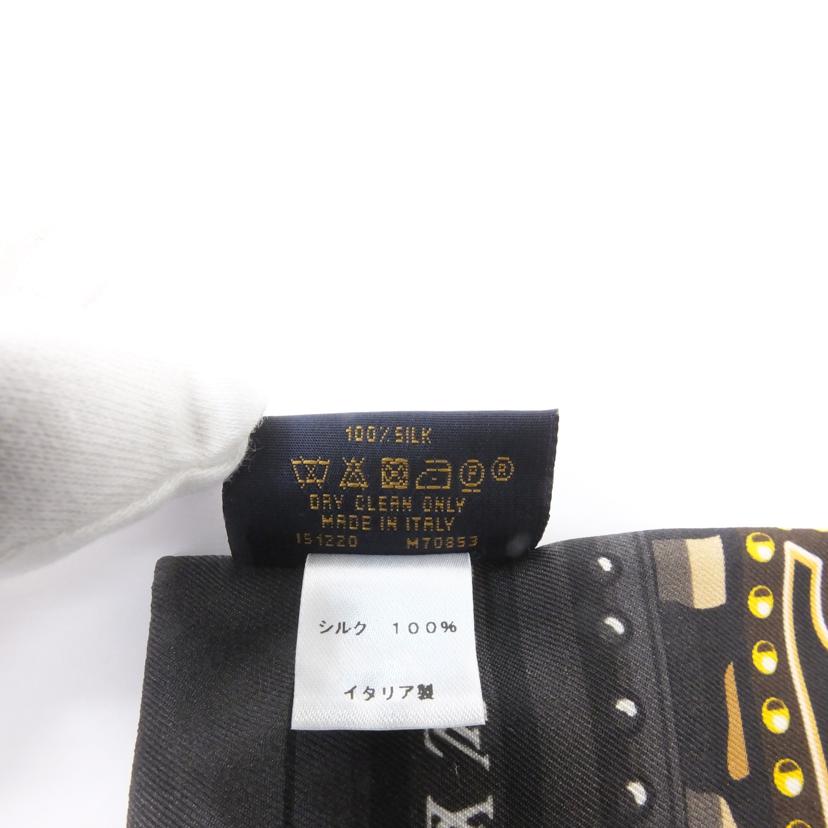 100% SILK
DRY CLEAN ONLY
MADE IN ITALY
151220 M70853
シルク 100%
イタリア製